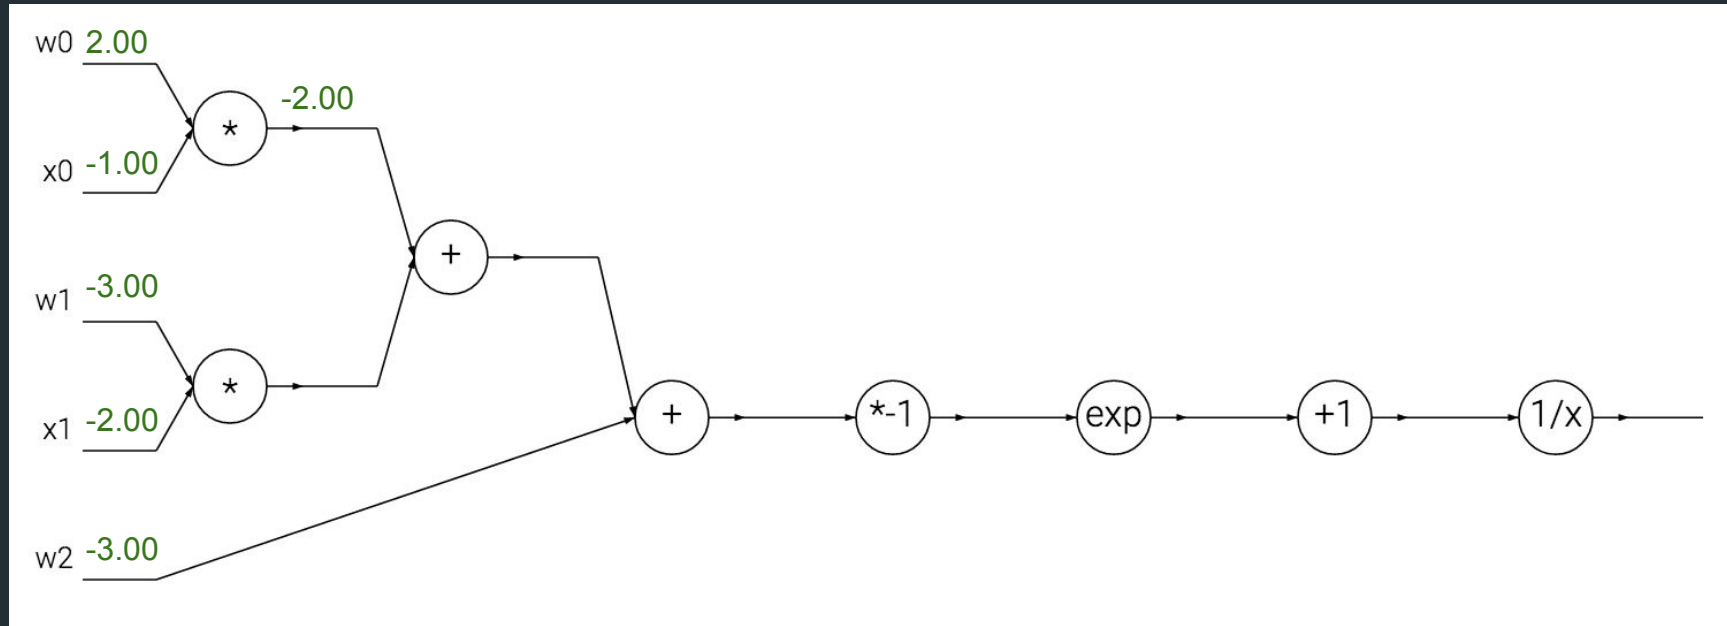 w0 2.00
-2.00
*
x0 -1.00
+
w1 -3.00
*
x1 -2.00
+ *-1 exp +1 1/x
w2 -3.00